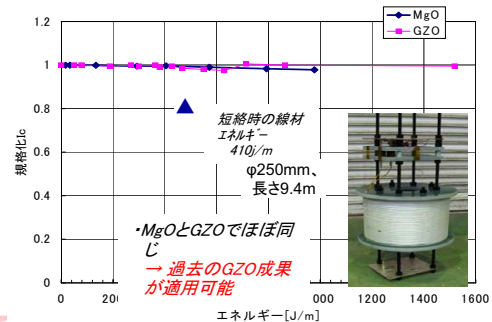 MgO
GZO
1.2
1
0.8
0.6
0.4
0.2
0
規格化Ic
短絡時の線材
エネルギー
410j/m
φ250mm、
長さ9.4m
・MgOとGZOでほぼ同
じ
→ 過去のGZO成果
が適用可能
0
1200
1400
1600
エネルギー[J/m]